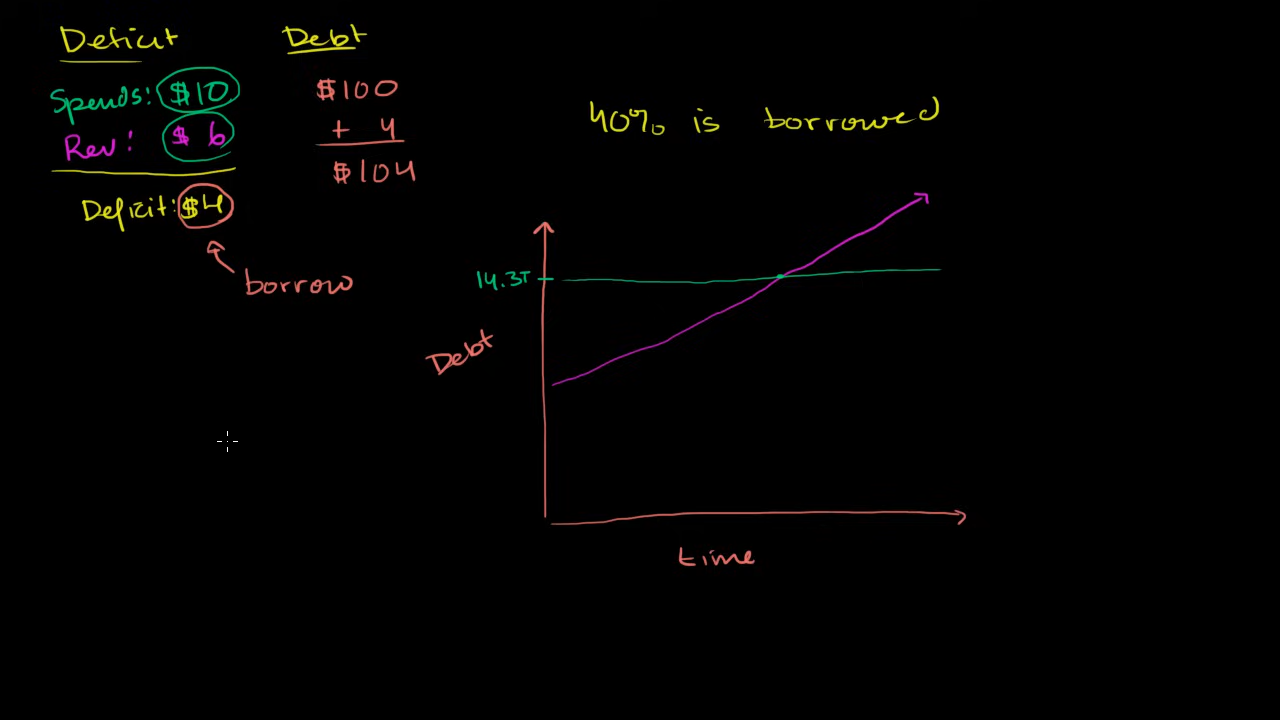 Deficit
Spends: $10
Rev: $ 6
Deficit: $4
borrow
Debt
$100
+ 4
$104
40% is borrowed
14.3T
Debt
time